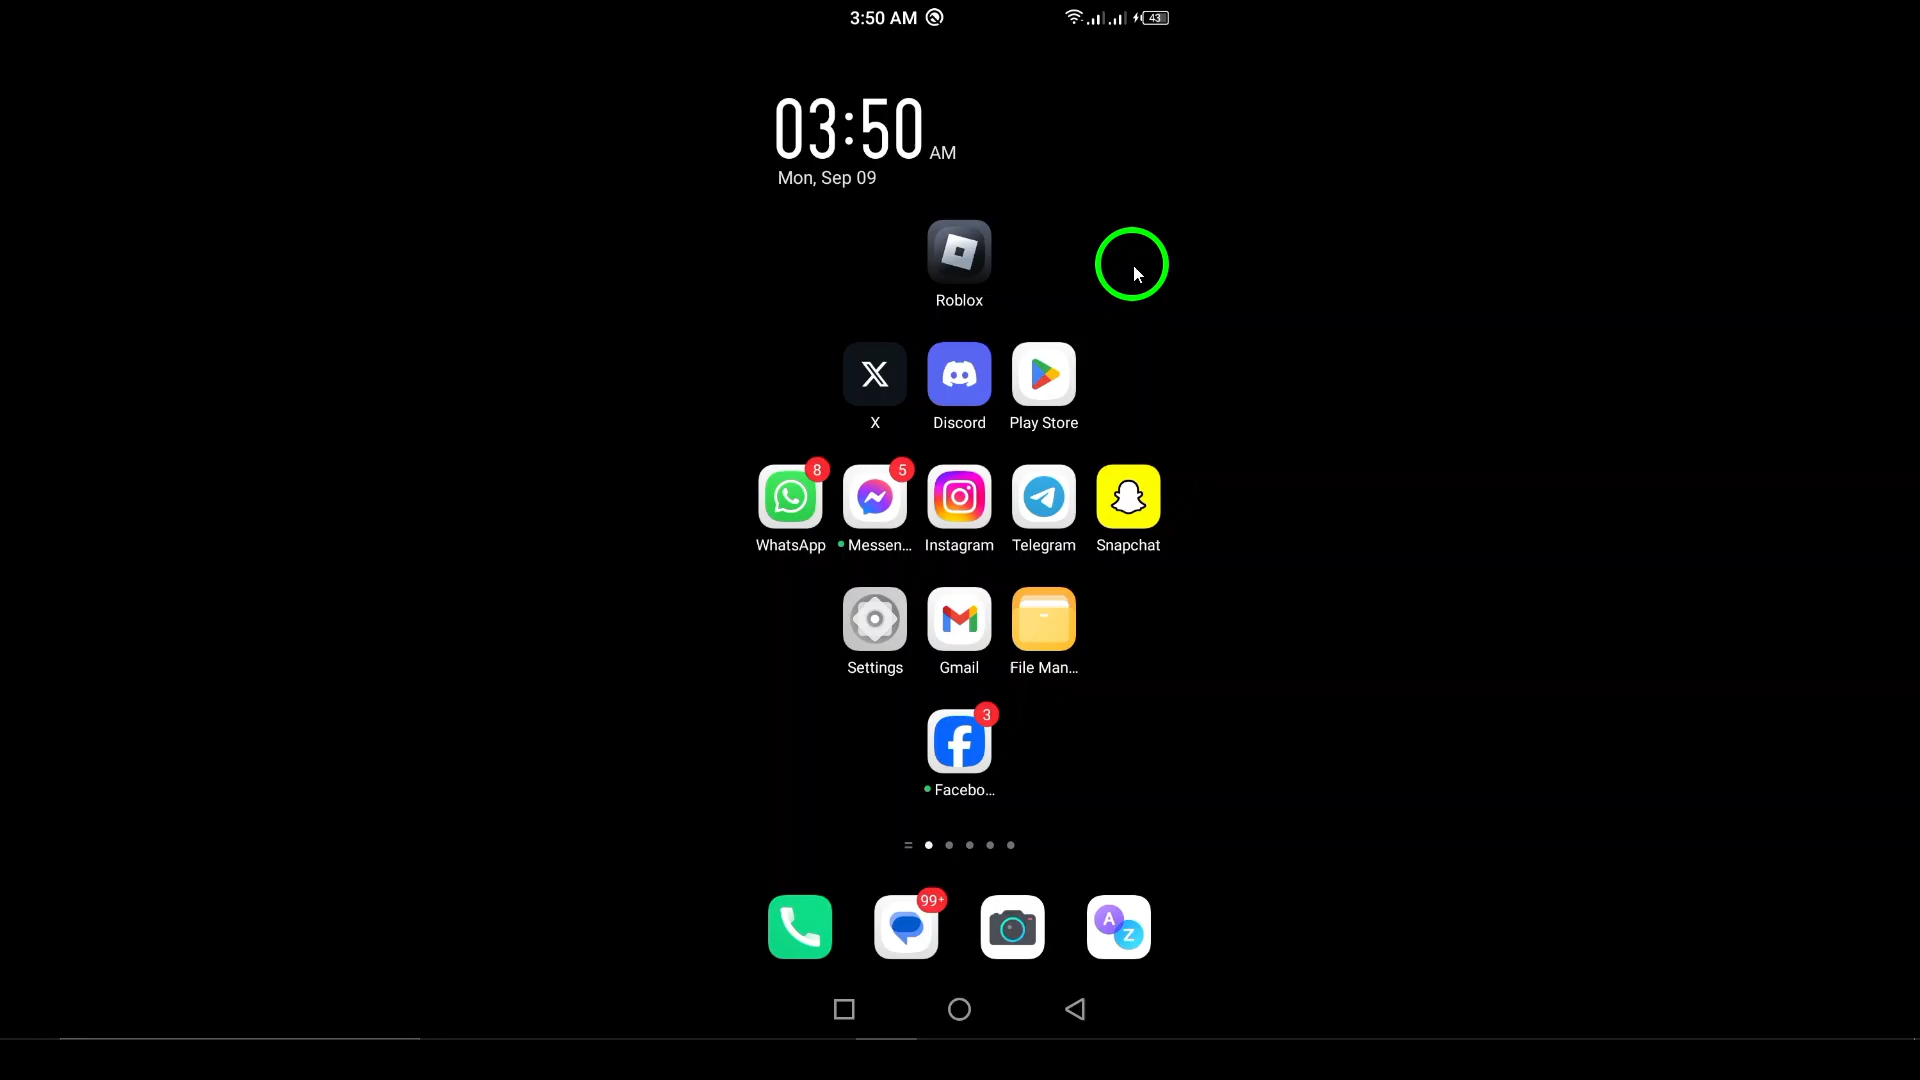 3:50 AM
43
03:50 AM
Mon, Sep 09
Roblox
X
Discord
Play Store
8
5
WhatsApp
Messen...
Instagram
Telegram
Snapchat
Settings
Gmail
File Man...
3
Facebo...
99+
A
Z